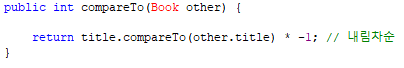 public int compareTo(Book other) {
return title.compareTo(other.title) * -1; // 내림차순
}